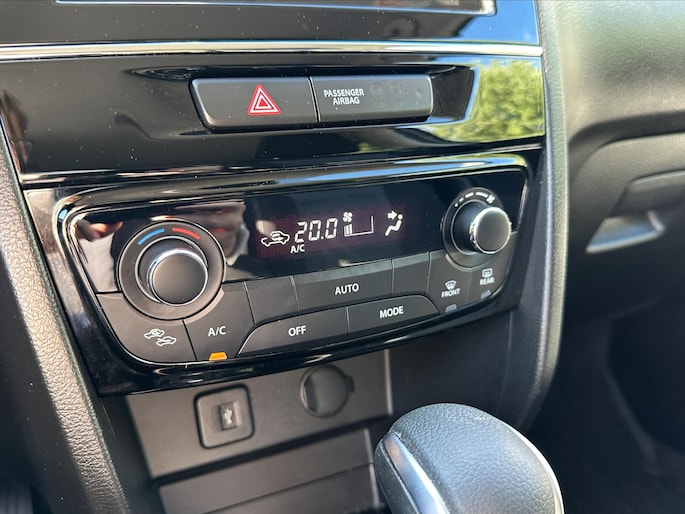 PASSENGER
AIRBAG
20.0
A/C
AUTO
FRONT
REAR
A/C
OFF
MODE